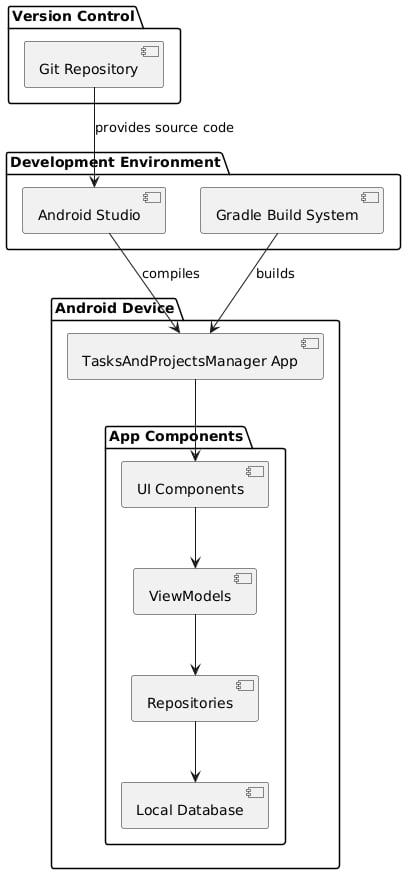 Version Control
Git Repository
provides source code
Development Environment
Android Studio
Gradle Build System
compiles
builds
Android Device
TasksAndProjectsManager App
App Components
UI Components
ViewModels
Repositories
Local Database